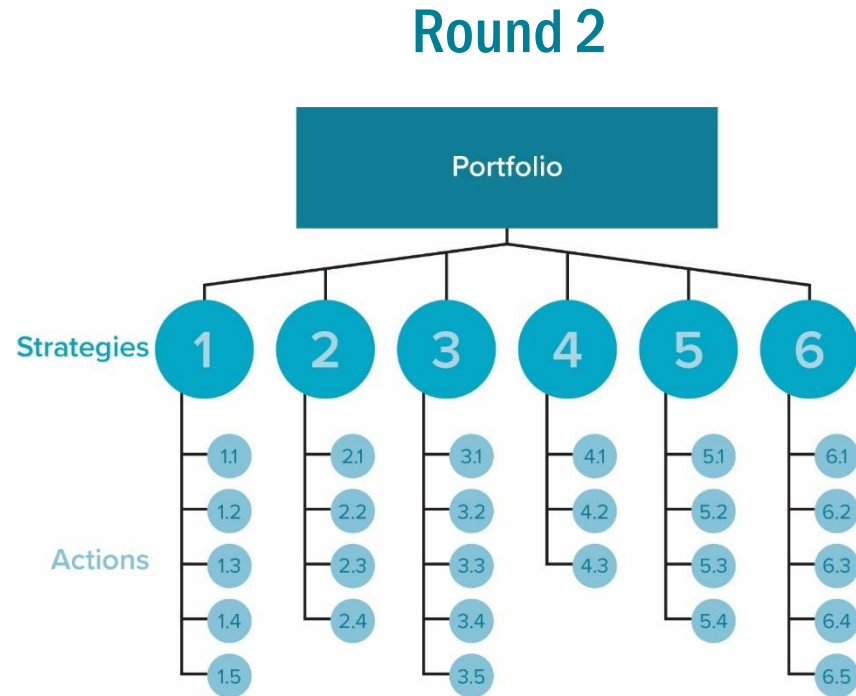 Round 2
Portfolio
Strategies 1 2 3 4 5 6
1.1 2.1 3.1 4.1 5.1 6.1
1.2 2.2 3.2 4.2 5.2 6.2
Actions 1.3 2.3 3.3 4.3 5.3 6.3
1.4 2.4 3.4 5.4 6.4
1.5 3.5 6.5